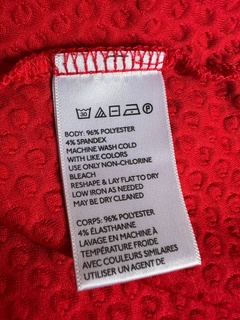 30
P
BODY: 96% POLYESTER
4% SPANDEX
MACHINE WASH COLD
WITH LIKE COLORS
USE ONLY NON-CHLORINE
BLEACH
RESHAPE & LAY FLAT TO DRY
LOW IRON AS NEEDED
MAY BE DRY CLEANED
CORPS: 96% POLYESTER
4% ÉLASTHANNE
LAVAGE EN MACHINE À
TEMPÉRATURE FROIDE
AVEC COULEURS SIMILAIRES
UTILISER UN AGENT DE